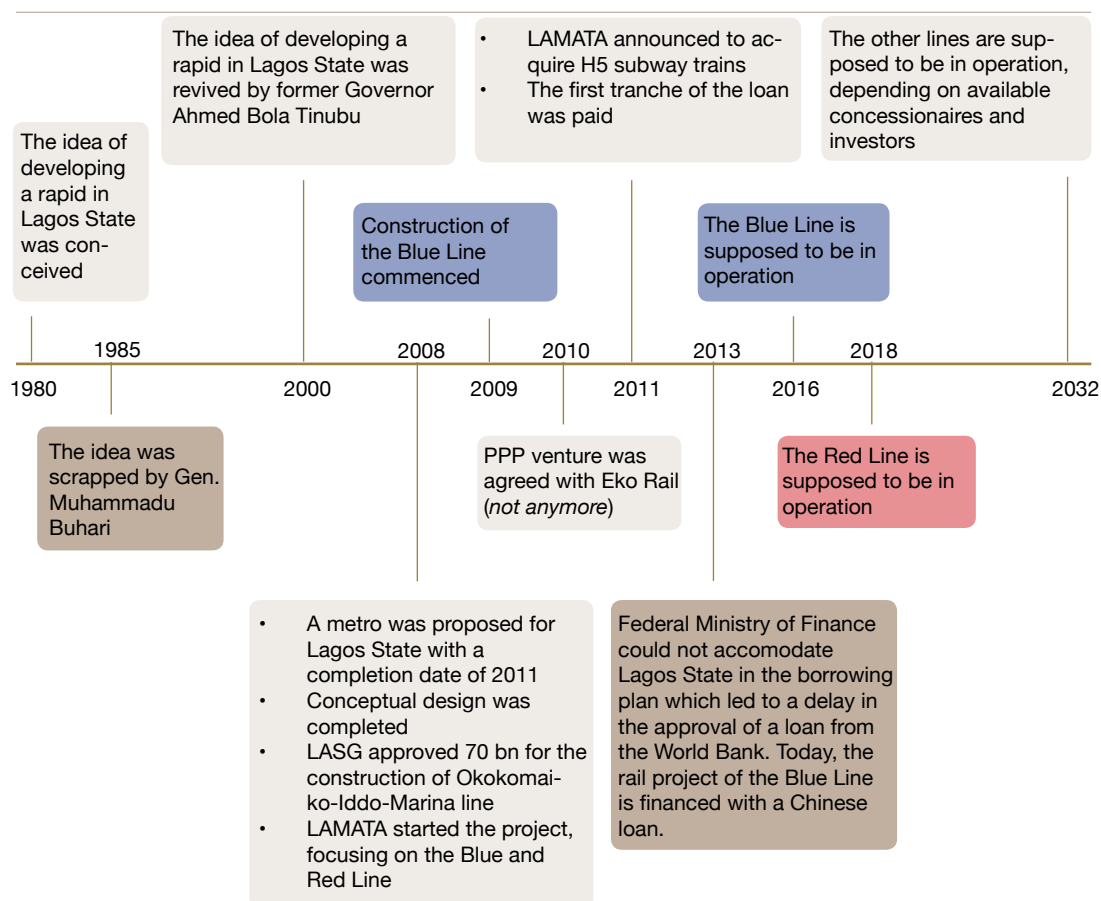 The idea of developing a
rapid in Lagos State was
revived by former Governor
Ahmed Bola Tinubu
• LAMATA announced to ac-
quire H5 subway trains
• The first tranche of the loan
was paid
The other lines are sup-
posed to be in operation,
depending on available
concessionaires and
investors
The idea of
developing
a rapid in
Lagos State
was con-
ceived
Construction of
the Blue Line
commenced
The Blue Line is
supposed to be in
operation
1985
2008
2010
2013
2018
1980
2000
2009
2011
2016
2032
The idea was
scrapped by Gen.
Muhammadu
Buhari
PPP venture was
agreed with Eko Rail
(not anymore)
The Red Line is
supposed to be in
operation
• A metro was proposed for
Lagos State with a
completion date of 2011
• Conceptual design was
completed
• LASG approved 70 bn for the
construction of Okokomai-
ko-Iddo-Marina line
• LAMATA started the project,
focusing on the Blue and
Red Line
Federal Ministry of Finance
could not accomodate
Lagos State in the borrowing
plan which led to a delay in
the approval of a loan from
the World Bank. Today, the
rail project of the Blue Line
is financed with a Chinese
loan.